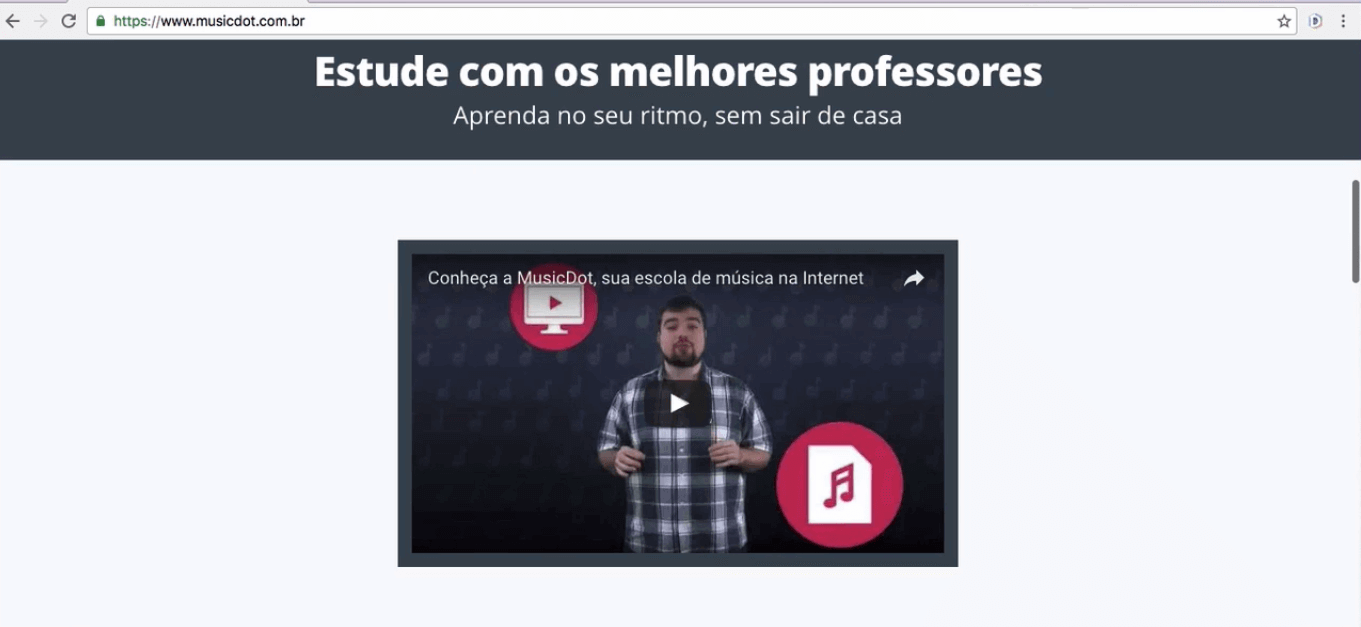 https://www.musicdot.com.br
Estude com os melhores professores
Aprenda no seu ritmo, sem sair de casa
Conheça a MusicDot, sua escola de música na Internet